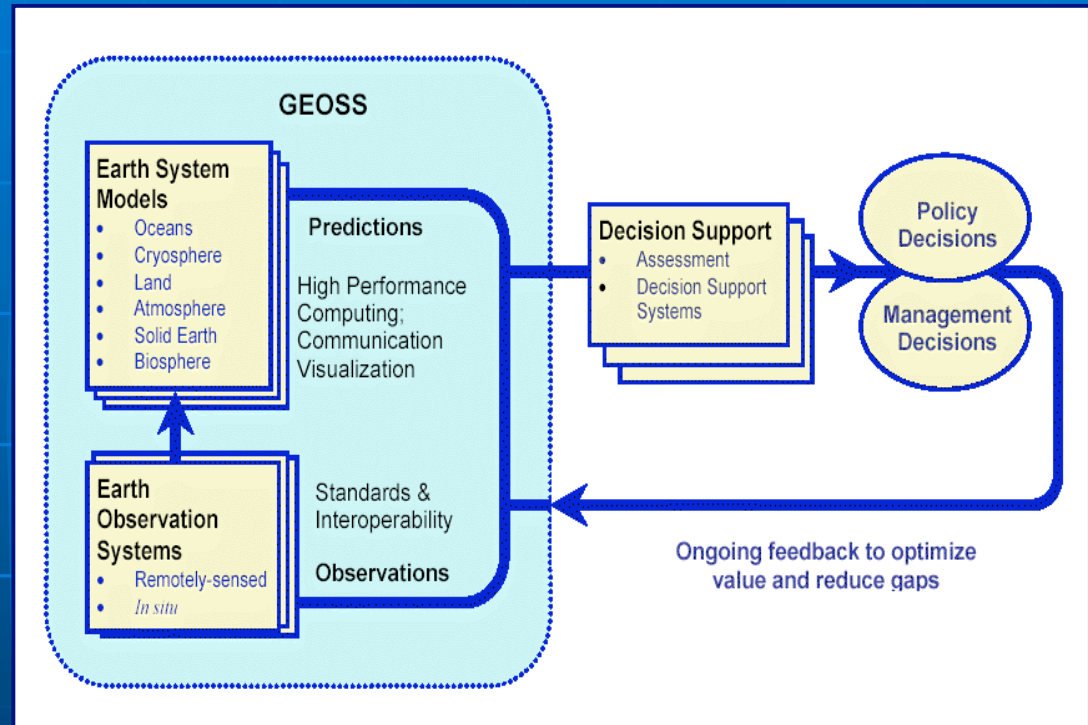 GEOSS
Earth System
Models
• Oceans
• Cryosphere
• Land
• Atmosphere
• Solid Earth
• Biosphere
Predictions
High Performance
Computing;
Communication
Visualization
Earth
Observation
Systems
• Remotely-sensed
• In situ
Standards &
Interoperability
Observations
Decision Support
• Assessment
• Decision Support
Systems
Policy
Decisions
Management
Decisions
Ongoing feedback to optimize
value and reduce gaps